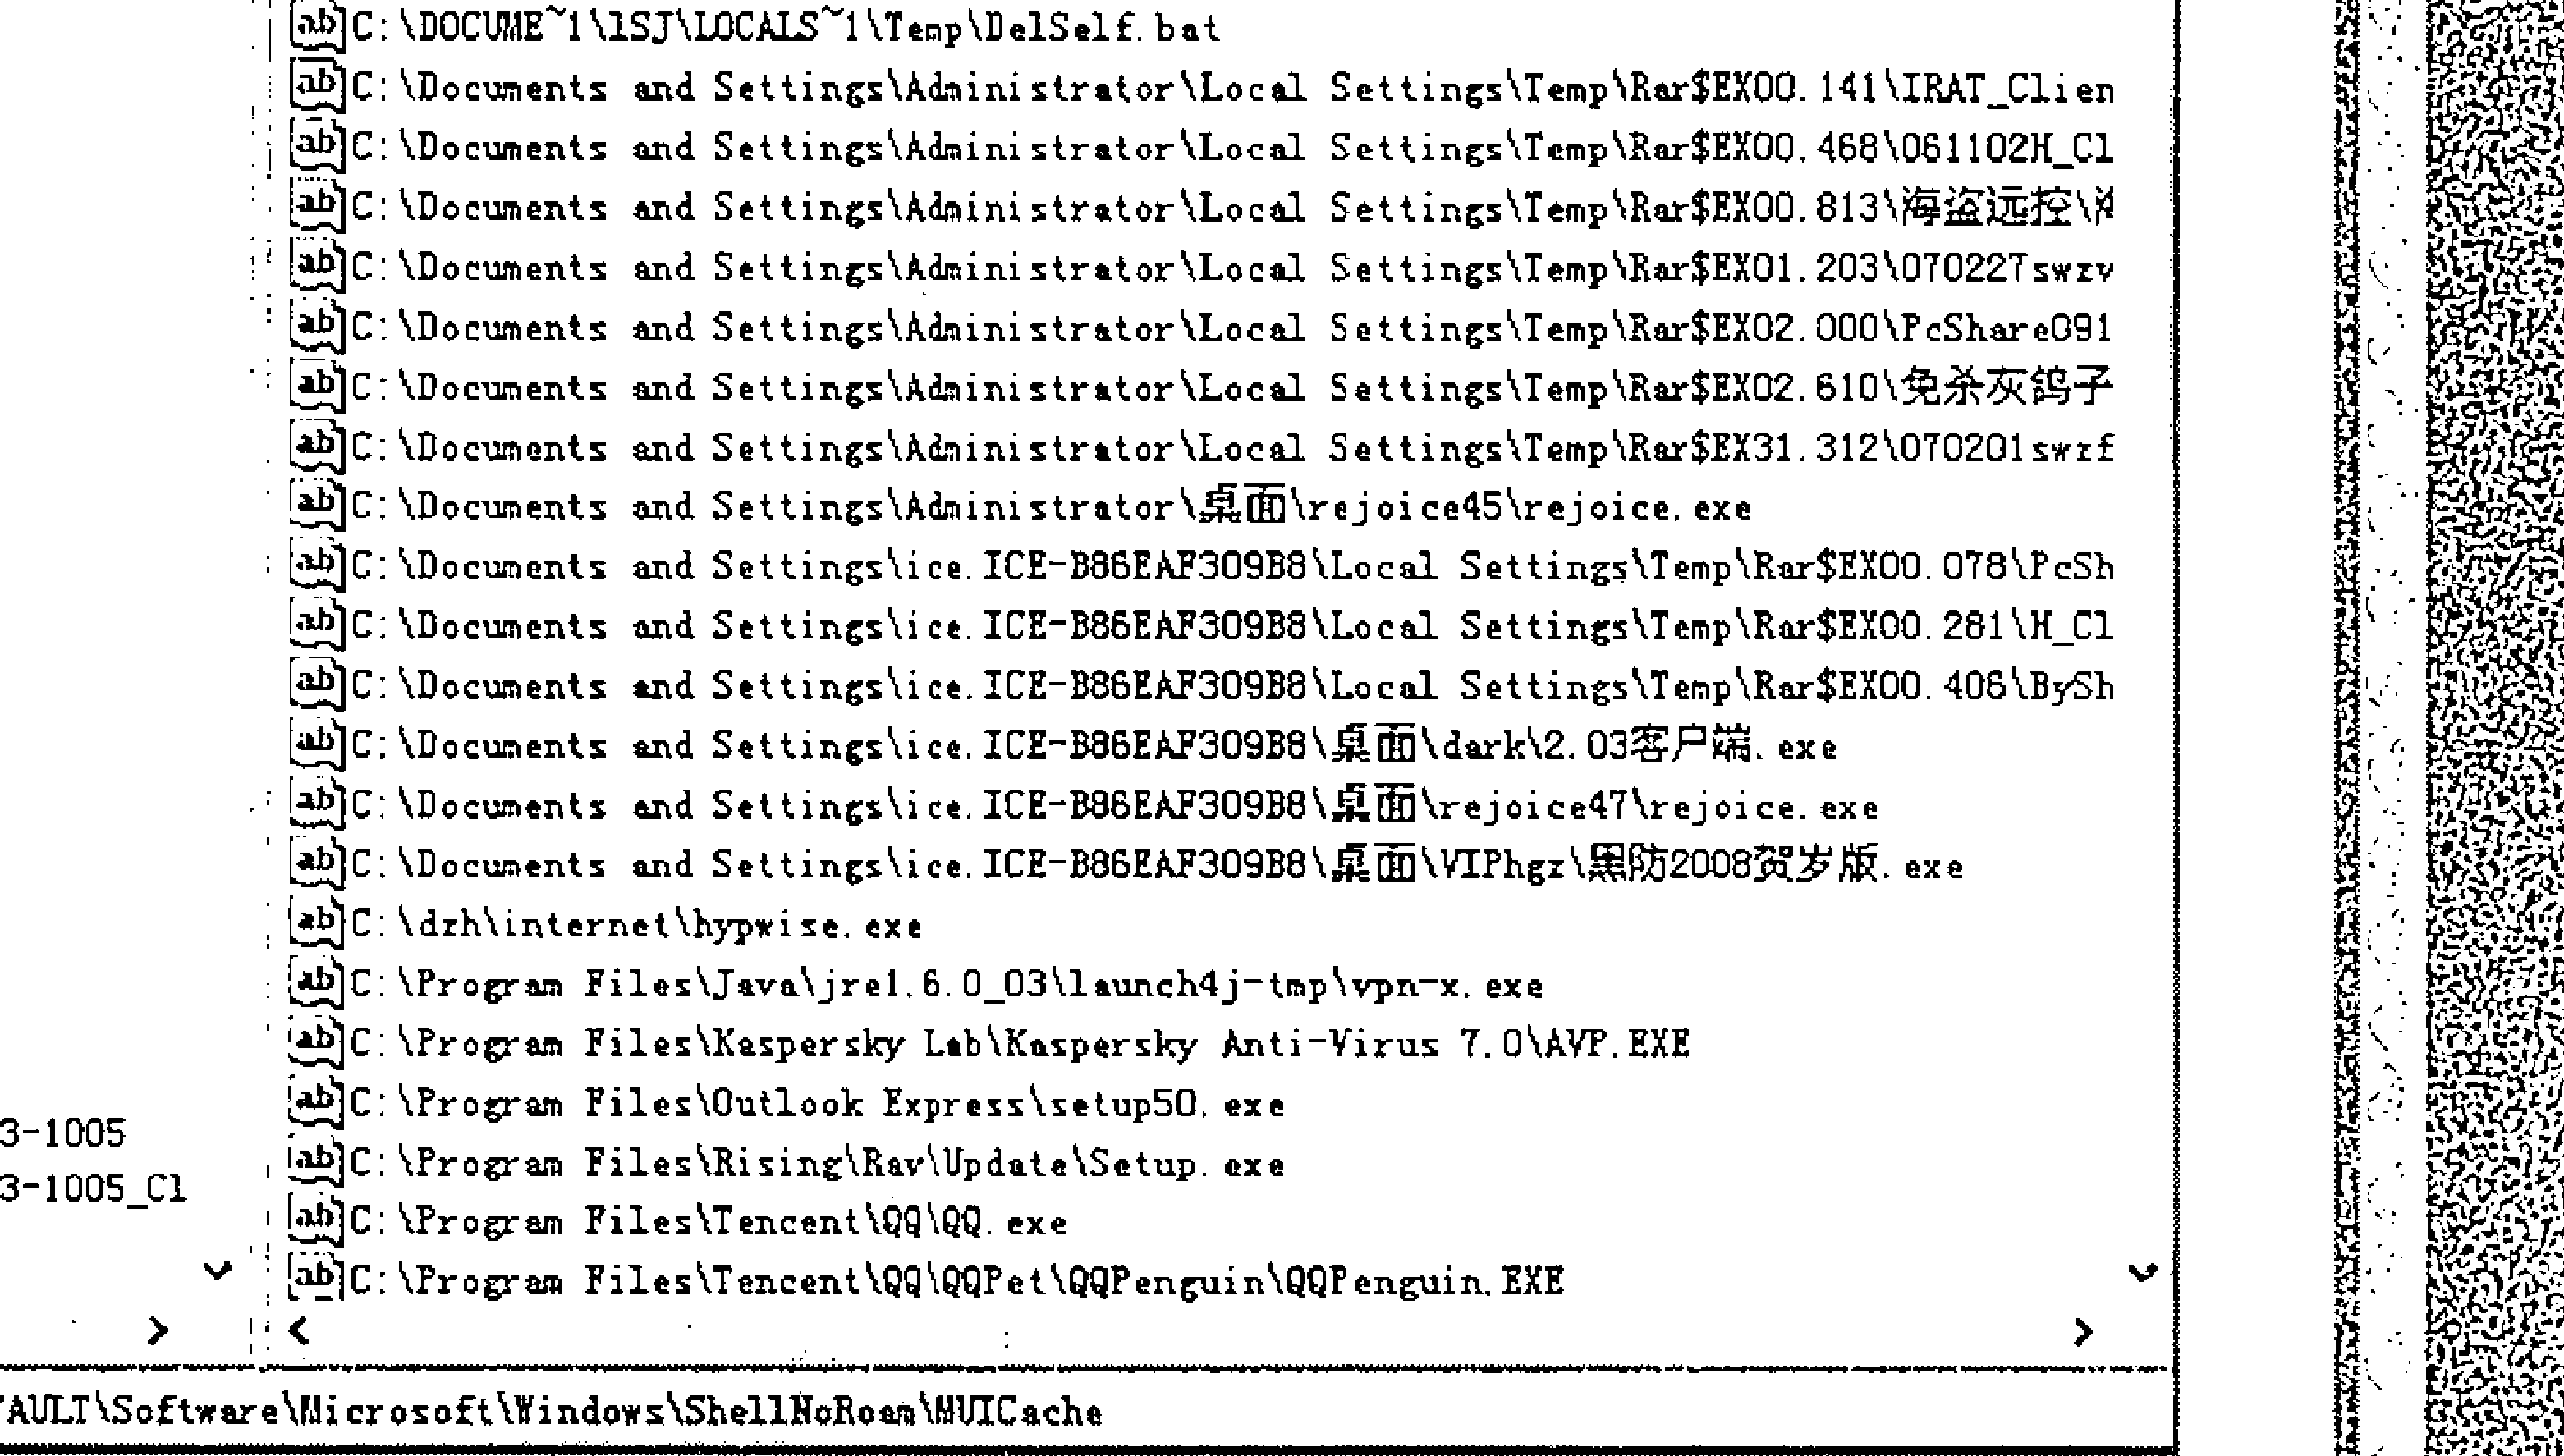 C:\DOCUME~1\lSJ\LOCALS~1\Temp\DelSelf.bat
C:\Documents and Settings\Administrator\Local Settings\Temp\Rar$EX00.141\IRAT_Clien
C:\Documents and Settings\Administrator\Local Settings\Temp\Rar$EX00.468\061102H_Cl
C:\Documents and Settings\Administrator\Local Settings\Temp\Rar$EX00.813\海盗远控\
C:\Documents and Settings\Administrator\Local Settings\Temp\Rar$EX01.203\070227swzv
C:\Documents and Settings\Administrator\Local Settings\Temp\Rar$EX02.000\PcShare091
C:\Documents and Settings\Administrator\Local Settings\Temp\Rar$EX02.610\免杀灰鸽子
C:\Documents and Settings\Administrator\Local Settings\Temp\Rar$EX31.312\070201swzf
C:\Documents and Settings\Administrator\桌面\rejoice45\rejoice.exe
C:\Documents and Settings\ice.ICE-B86EAF309B8\Local Settings\Temp\Rar$EX00.078\PcSh
C:\Documents and Settings\ice.ICE-B86EAF309B8\Local Settings\Temp\Rar$EX00.281\H_Cl
C:\Documents and Settings\ice.ICE-B86EAF309B8\Local Settings\Temp\Rar$EX00.406\BySh
C:\Documents and Settings\ice.ICE-B86EAF309B8\桌面\dark\2.03客户端.exe
C:\Documents and Settings\ice.ICE-B86EAF309B8\桌面\rejoice47\rejoice.exe
C:\Documents and Settings\ice.ICE-B86EAF309B8\桌面\VIPhgz\黑防2008贺岁版.exe
C:\drh\internet\hypwise.exe
C:\Program Files\Java\jre1.6.0_03\launch4j-tmp\vpn-x.exe
C:\Program Files\Kaspersky Lab\Kaspersky Anti-Virus 7.0\AVP.EXE
C:\Program Files\Outlook Express\setup50.exe
3-1005
C:\Program Files\Rising\Rav\Update\Setup.exe
3-1005_Cl
C:\Program Files\Tencent\QQ\QQ.exe
C:\Program Files\Tencent\QQ\QQPet\QQPenguin\QQPenguin.EXE
AULT\Software\Microsoft\Windows\ShellNoRoam\MUICache